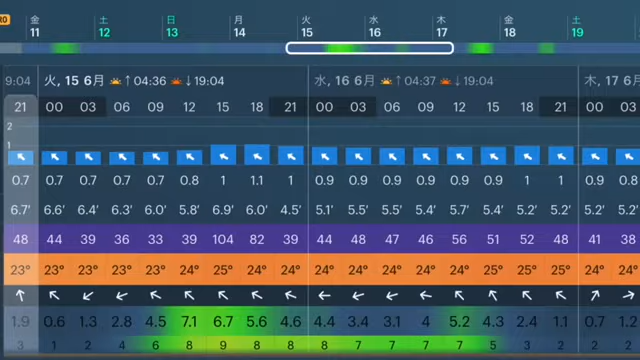 RO 金 土 日 月 火 水 木 金 土
11 12 13 14 15 16 17 18 19
9:04 火, 15 6月 ↑04:36 ↓19:04 水, 16 6月 ↑04:37 ↓19:04 木, 17 6月
21 00 03 06 09 12 15 18 21 00 03 06 09 12 15 18 21 00 03
2
1
0.7 0.7 0.7 0.7 0.7 0.8 1 1.1 1 0.9 0.9 0.9 0.9 0.9 0.9 1 1 0.9 0.8
6.7′ 6.6′ 6.4′ 6.3′ 6.0′ 5.8′ 6.9′ 6.0′ 4.5′ 5.1′ 5.5′ 5.5′ 5.4′ 5.7′ 5.4′ 5.2′ 5.2′ 5.2′ 5.2′
48 44 39 36 33 39 104 82 39 44 48 47 46 56 51 52 48 41 38
23° 23° 23° 23° 23° 24° 25° 25° 24° 24° 24° 24° 24° 24° 25° 25° 24° 24° 24°
1.9 0.6 1.3 2.8 4.5 7.1 6.7 5.6 4.6 4.4 3.4 3.1 4 5.2 4.3 2.4 1.1 0.7 1.2
3 1 2 4 6 8 9 8 8 8 7 6 7 7 5 3 2 2 2